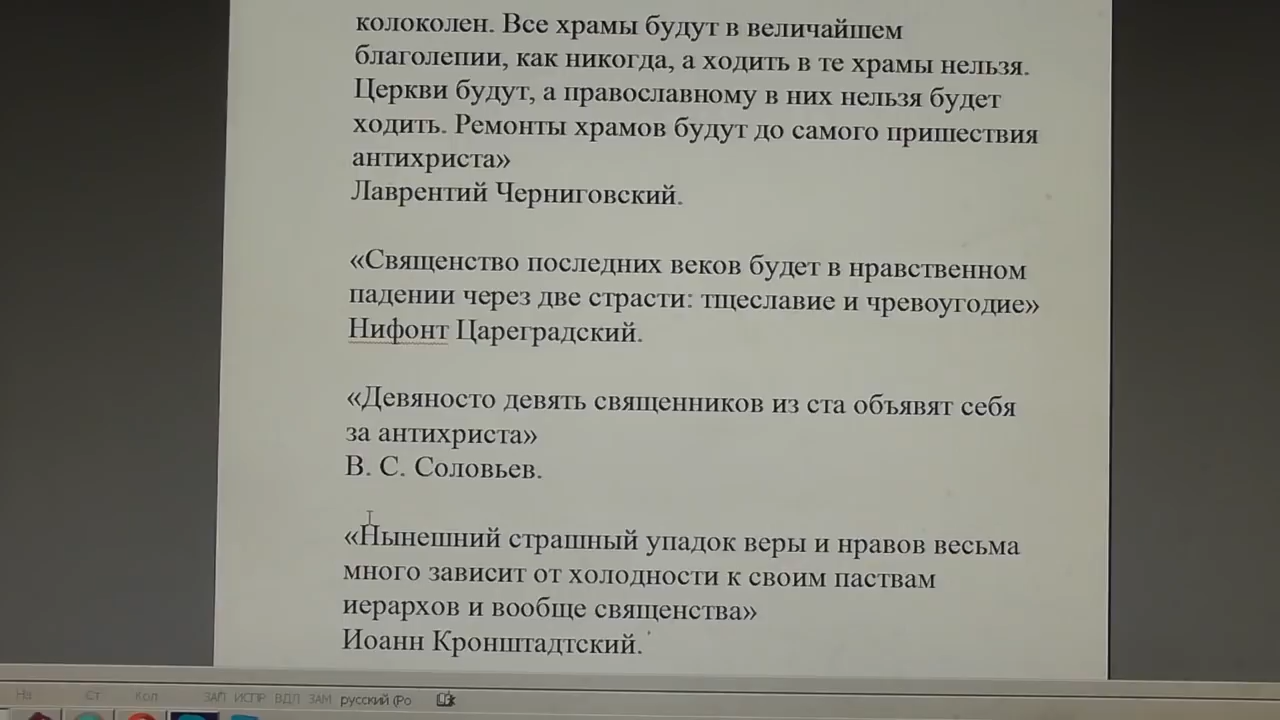 колоколен. Все храмы будут в величайшем
благолепии, как никогда, а ходить в те храмы нельзя.
Церкви будут, а православному в них нельзя будет
ходить. Ремонты храмов будут до самого пришествия
антихриста»
Лаврентий Черниговский.
«Священство последних веков будет в нравственном
падении через две страсти: тщеславие и чревоугодие»
Нифонт Цареградский.
«Девяносто девять священников из ста объявят себя
за антихриста»
В. С. Соловьев.
«Нынешний страшный упадок веры и нравов весьма
много зависит от холодности к своим паствам
иерархов и вообще священства»
Иоанн Кронштадтский.
На Ст Кол ЗАП ИСПР ВДЛ ЗАМ русский (Ро